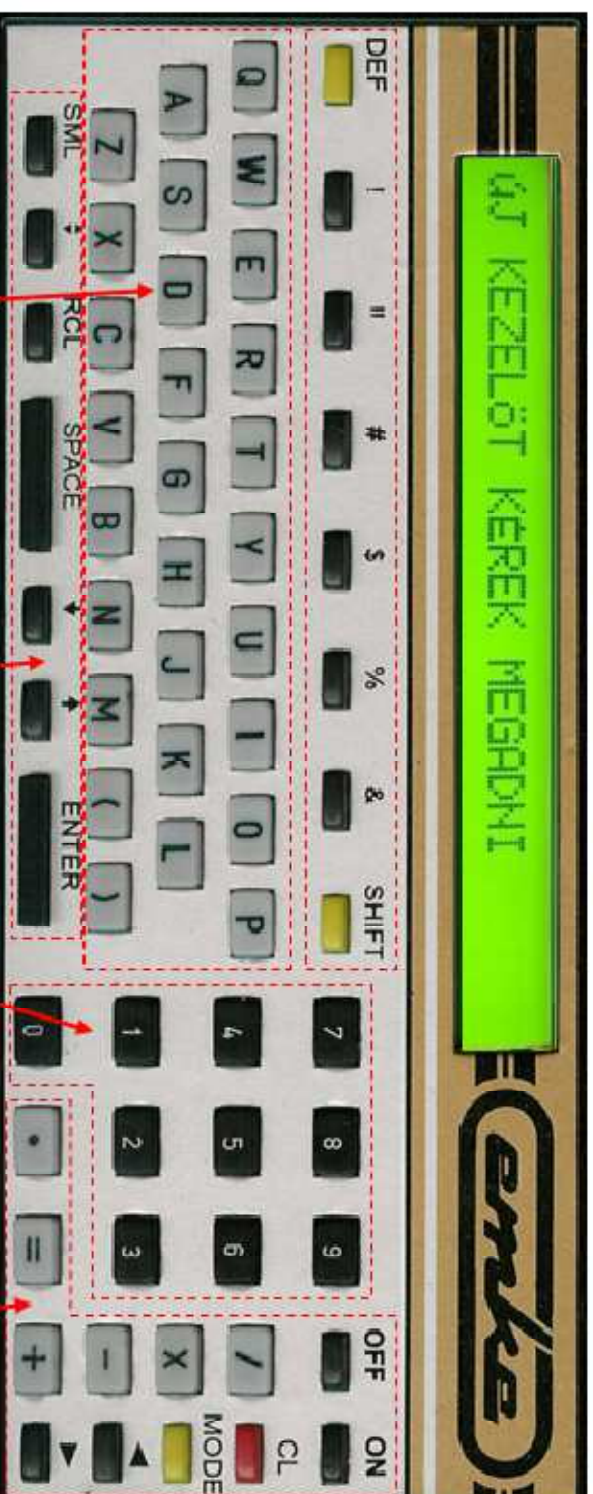 ÚJ KEZELöT KÉREK MEGADNI
emke
DEF ! " # $ % & SHIFT
OFF ON
Q W E R T Y U I O P
7 8 9
/ CL
A S D F G H J K L
4 5 6
X MODE
Z X C V B N M ( )
1 2 3
- ◄
SML ↕ RCL SPACE ← → ENTER
0 • = + ►